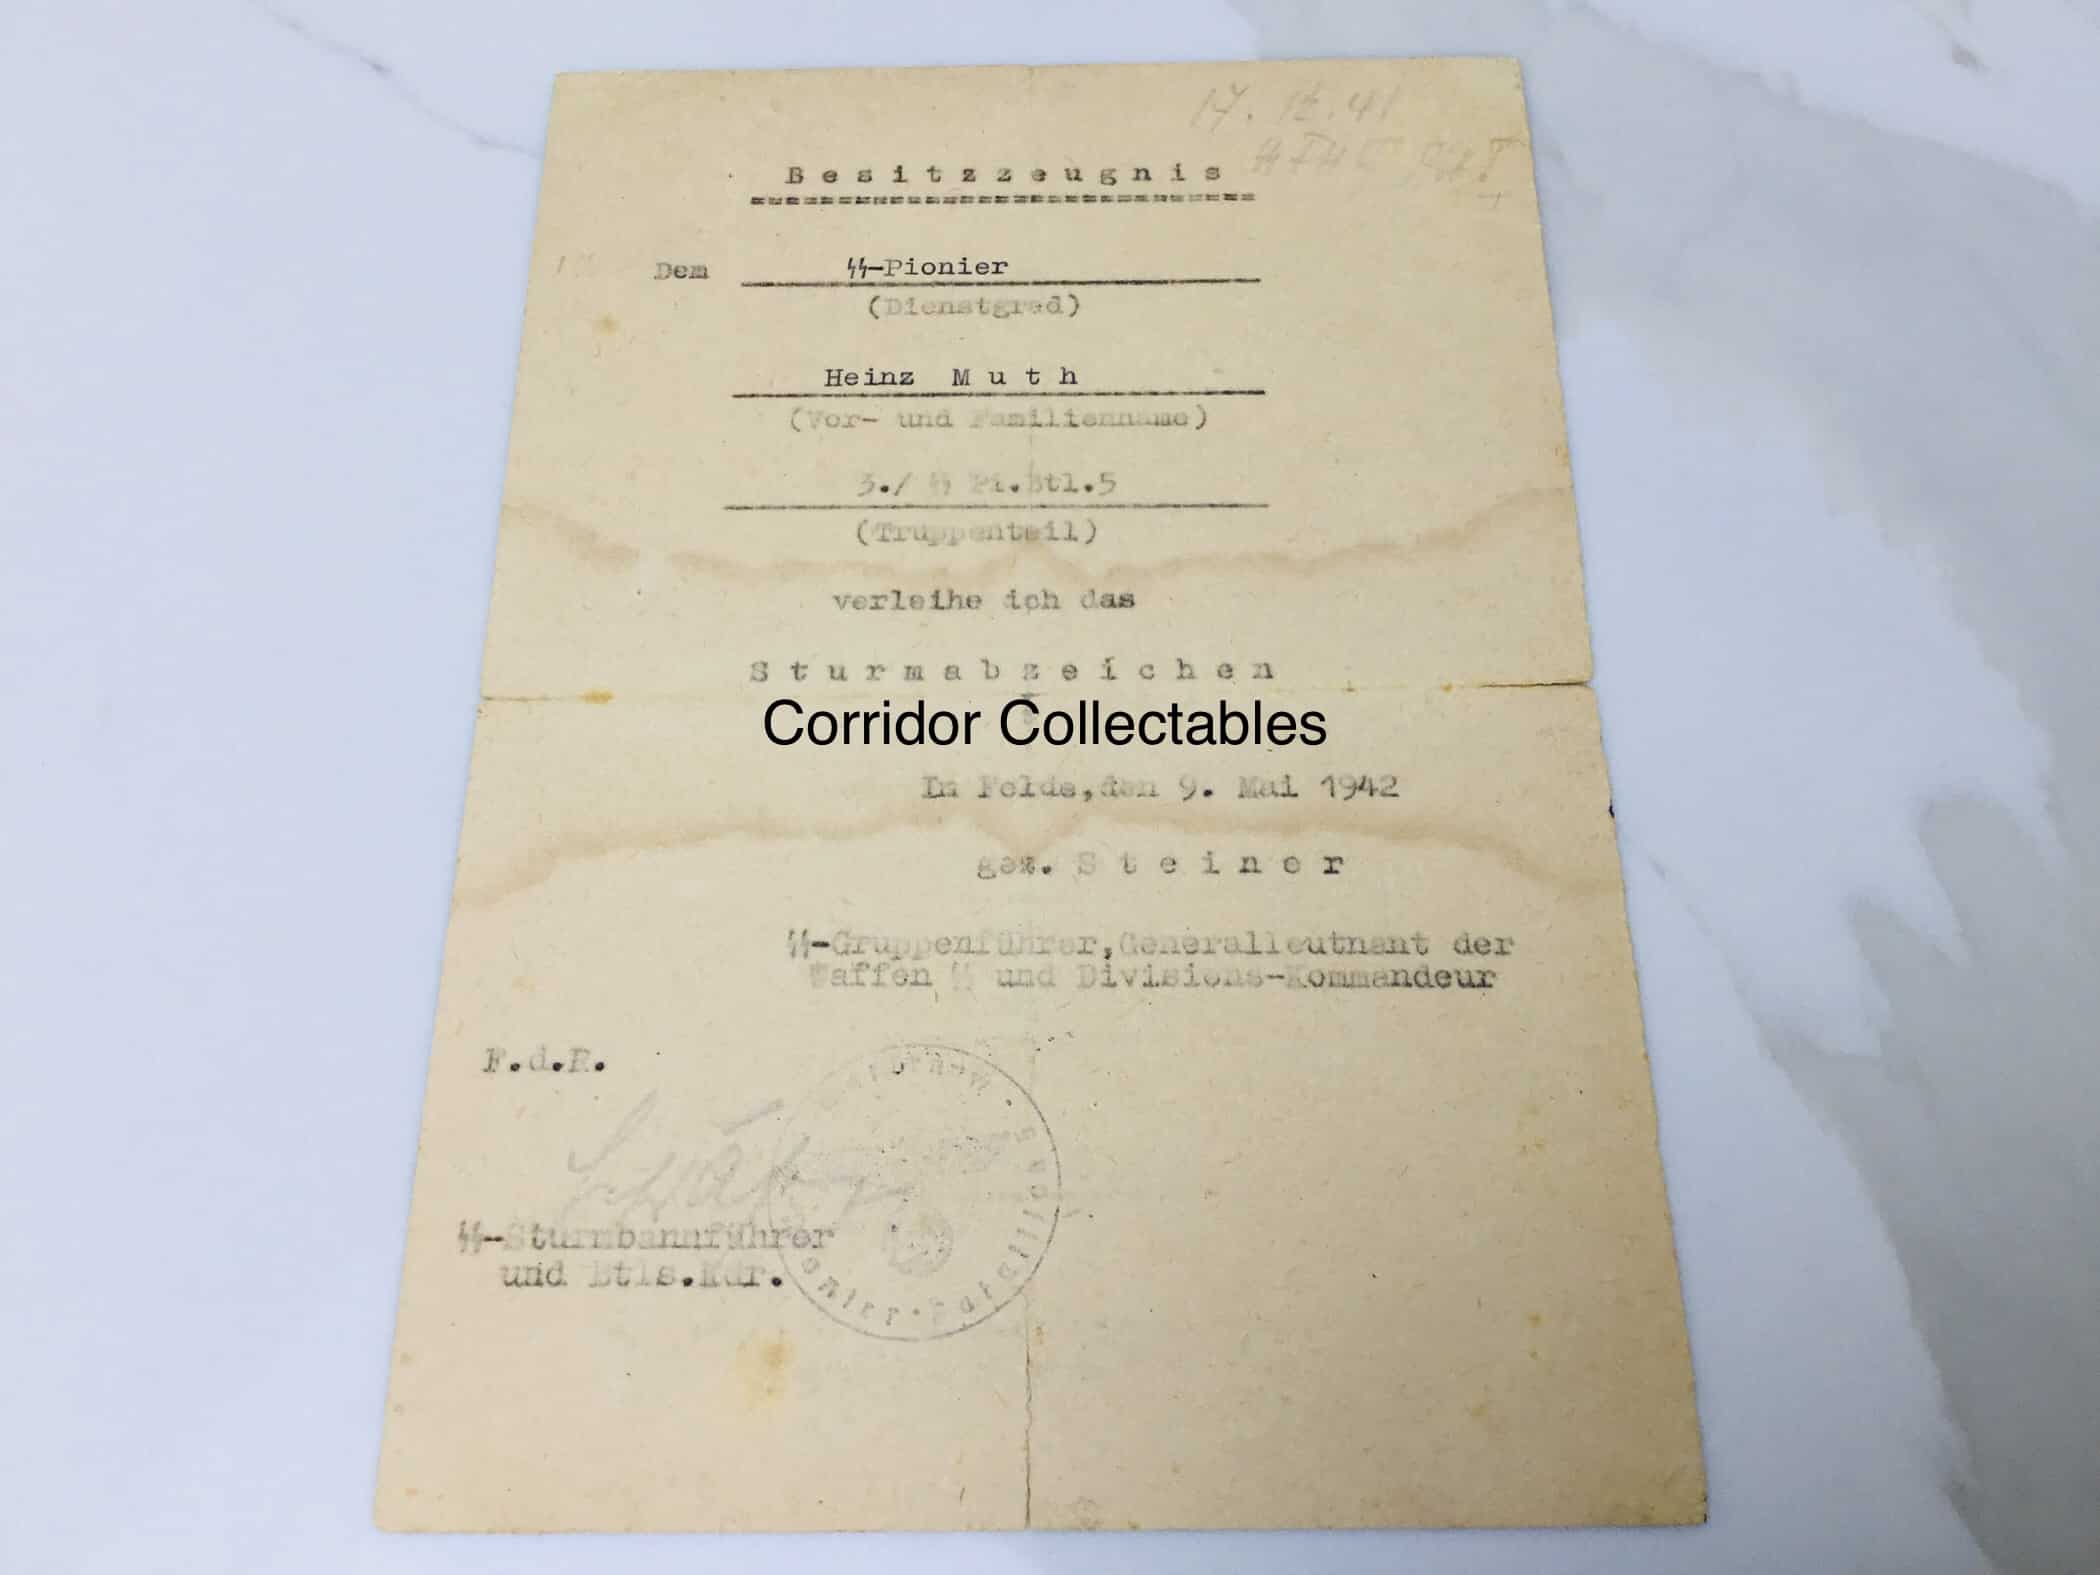 17. 12. 41
Besitzzeugnis
Dem
ᛋᛋ-Pionier
(Dienstgrad)
Heinz Muth
(Vor- und Familienname)
3./ ᛋᛋ Pi.Btl.5
(Truppenteil)
verleihe ich das
Sturmabzeichen
Corridor Collectables
Im Felde,den 9. Mai 1942
gez. Steiner
ᛋᛋ-Gruppenführer,Generalleutnant der
Waffen ᛋᛋ und Divisions-Kommandeur
F.d.R.
ᛋᛋ-Sturmbannführer
und Btls.Kdr.